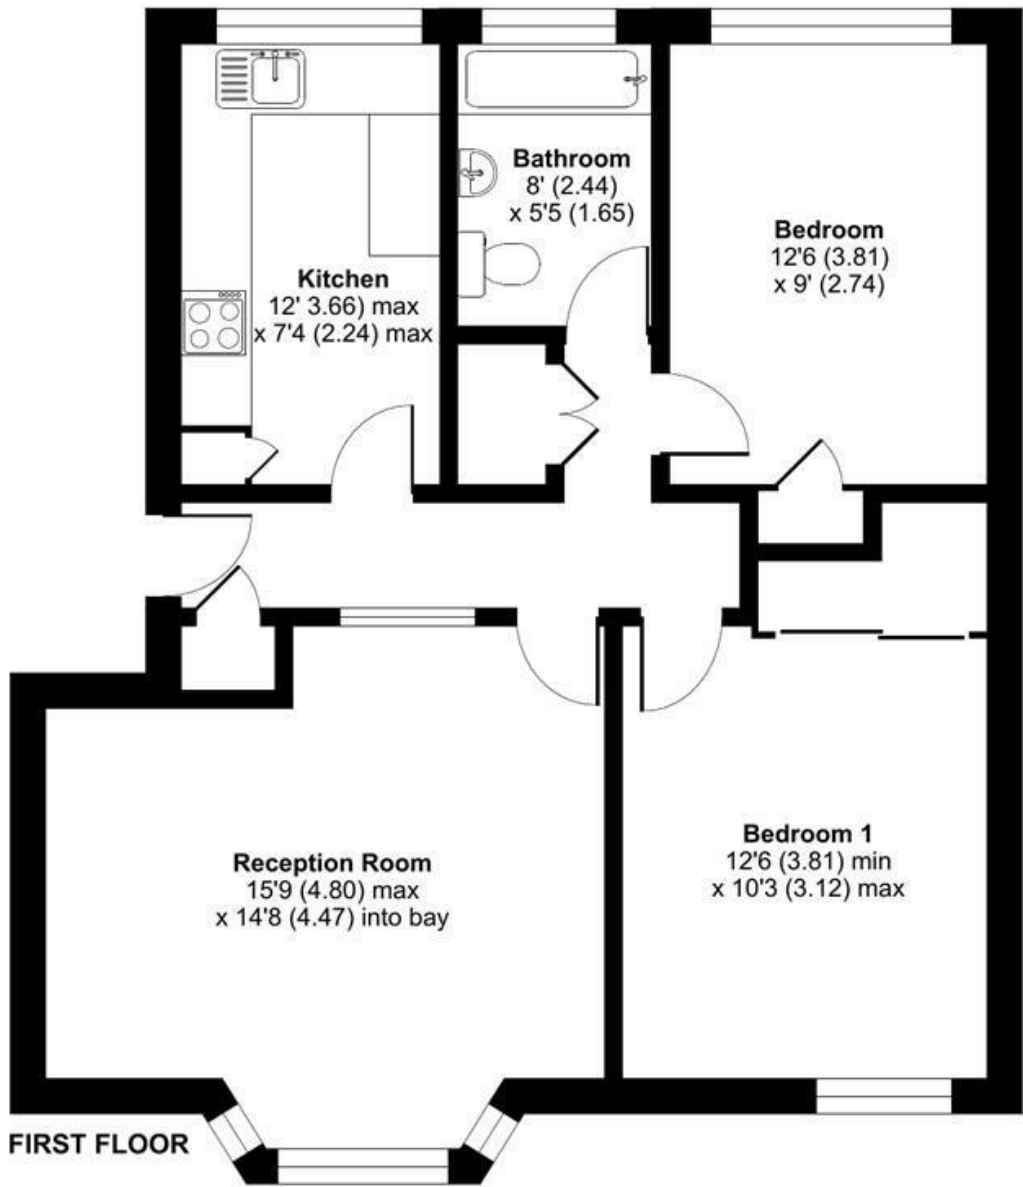 Bathroom
8' (2.44)
x 5'5 (1.65)
Bedroom
12'6 (3.81)
x 9' (2.74)
Kitchen
12' 3.66) max
x 7'4 (2.24) max
Reception Room
15'9 (4.80) max
x 14'8 (4.47) into bay
Bedroom 1
12'6 (3.81) min
x 10'3 (3.12) max
FIRST FLOOR